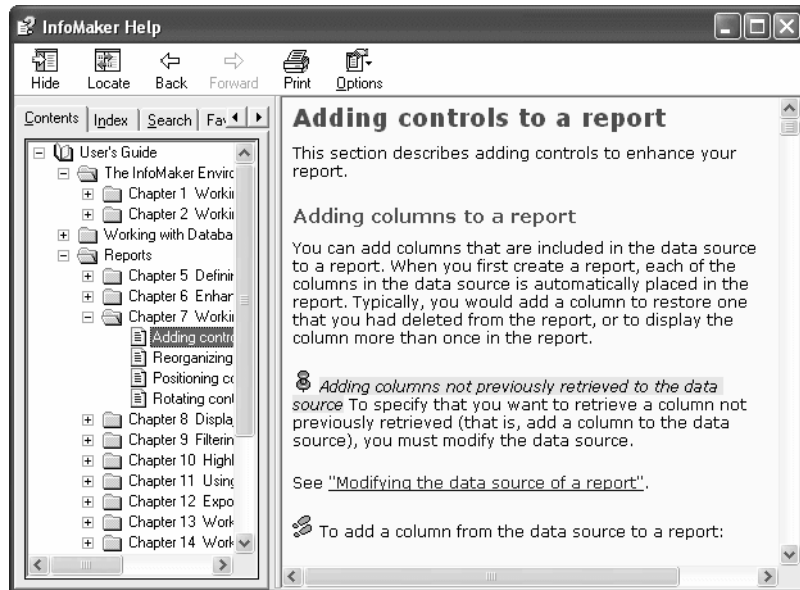 InfoMaker Help
Hide Locate Back Forward Print Options
Contents Index Search Fav
User's Guide
The InfoMaker Enviro
Chapter 1 Workin
Chapter 2 Workin
Working with Databa
Reports
Chapter 5 Definin
Chapter 6 Enhan
Chapter 7 Workin
Adding contro
Reorganizing
Positioning co
Rotating cont
Chapter 8 Displa
Chapter 9 Filterin
Chapter 10 Highl
Chapter 11 Using
Chapter 12 Expo
Chapter 13 Work
Chapter 14 Work
Adding controls to a report
This section describes adding controls to enhance your
report.
Adding columns to a report
You can add columns that are included in the data source
to a report. When you first create a report, each of the
columns in the data source is automatically placed in the
report. Typically, you would add a column to restore one
that you had deleted from the report, or to display the
column more than once in the report.
Adding columns not previously retrieved to the data
source To specify that you want to retrieve a column not
previously retrieved (that is, add a column to the data
source), you must modify the data source.
See "Modifying the data source of a report".
To add a column from the data source to a report: